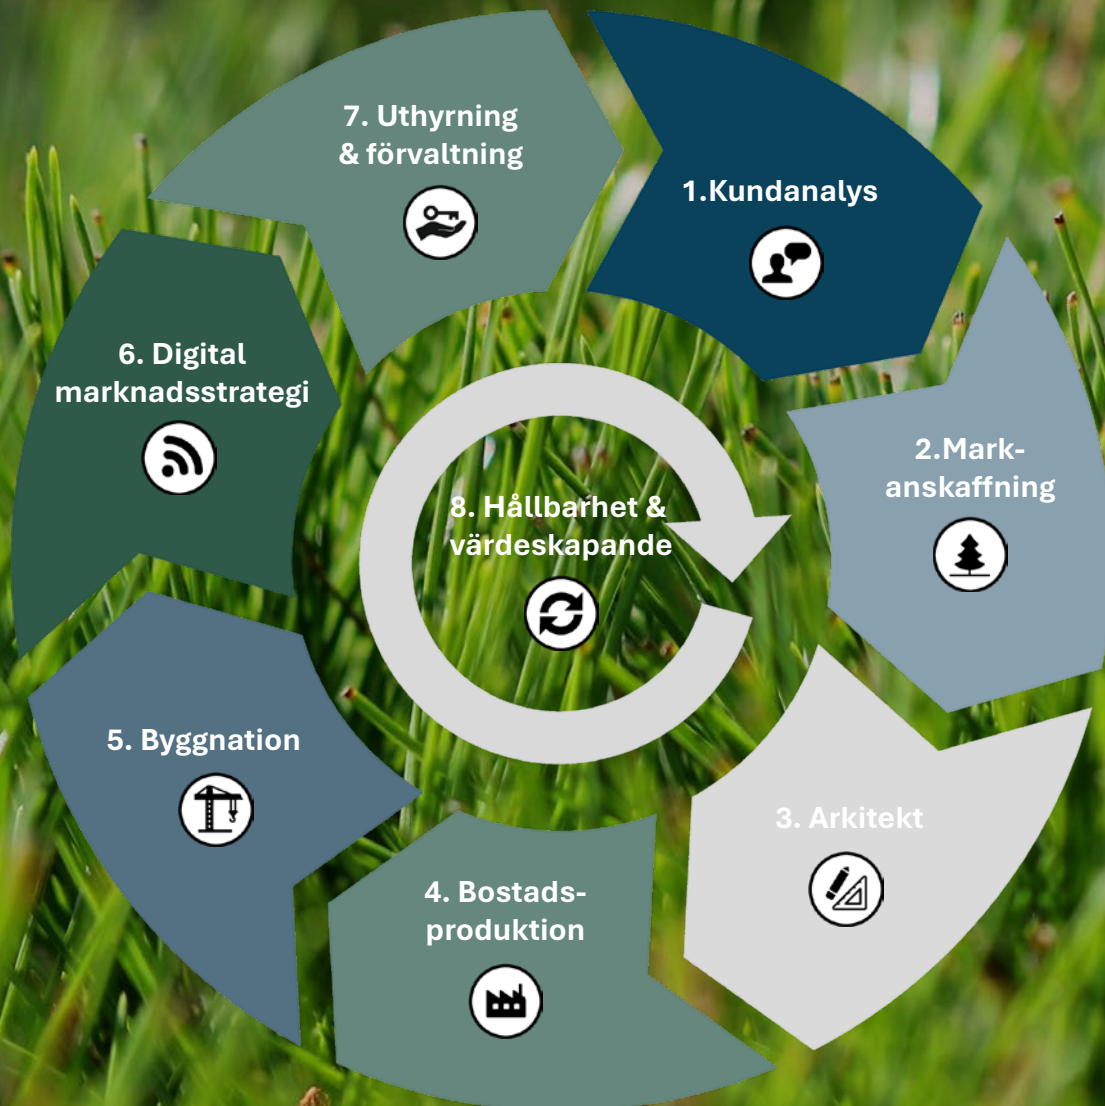 7. Uthyrning
& förvaltning
1.Kundanalys
2.Mark-
anskaffning
3. Arkitekt
4. Bostads-
produktion
5. Byggnation
6. Digital
marknadsstrategi
8. Hållbarhet &
värdeskapande